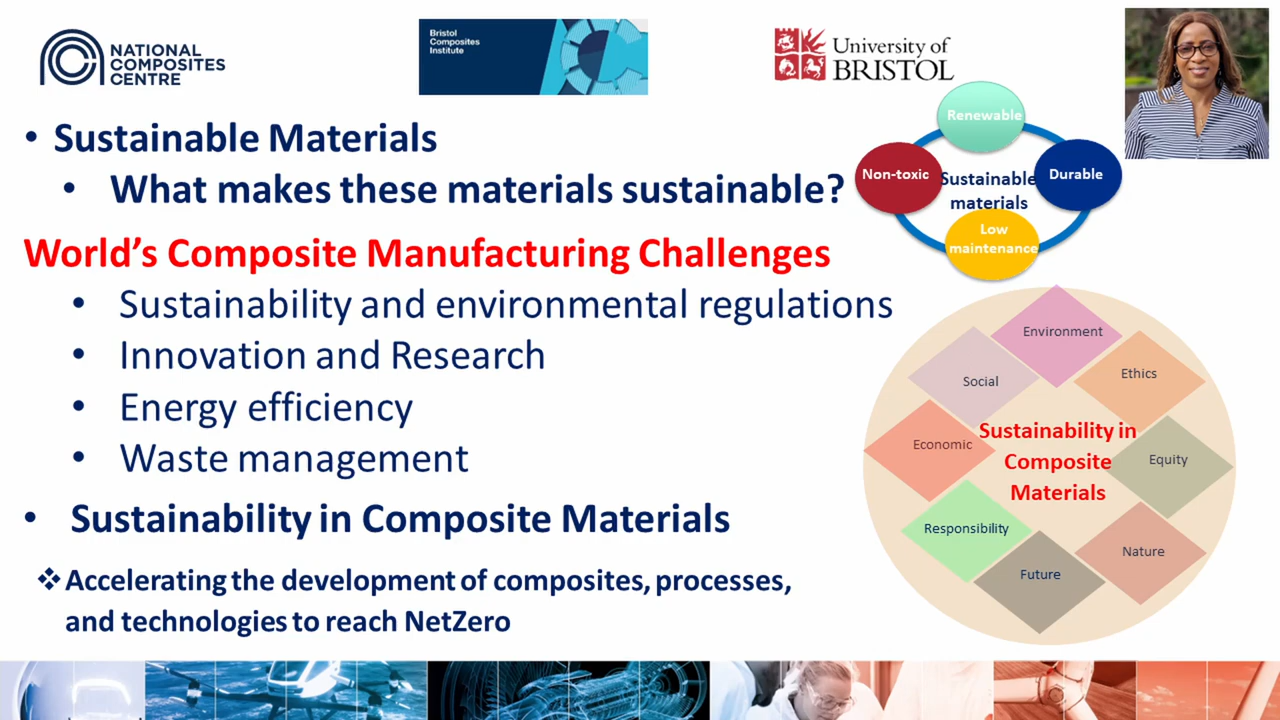 NATIONAL
COMPOSITES
CENTRE
Bristol
Composites
Institute
University of
BRISTOL
• Sustainable Materials
• What makes these materials sustainable?
World’s Composite Manufacturing Challenges
• Sustainability and environmental regulations
• Innovation and Research
• Energy efficiency
• Waste management
• Sustainability in Composite Materials
❖Accelerating the development of composites, processes,
and technologies to reach NetZero
Renewable
Non-toxic
Sustainable
materials
Durable
Low
maintenance
Environment
Social
Ethics
Economic
Sustainability in
Composite
Materials
Equity
Responsibility
Nature
Future